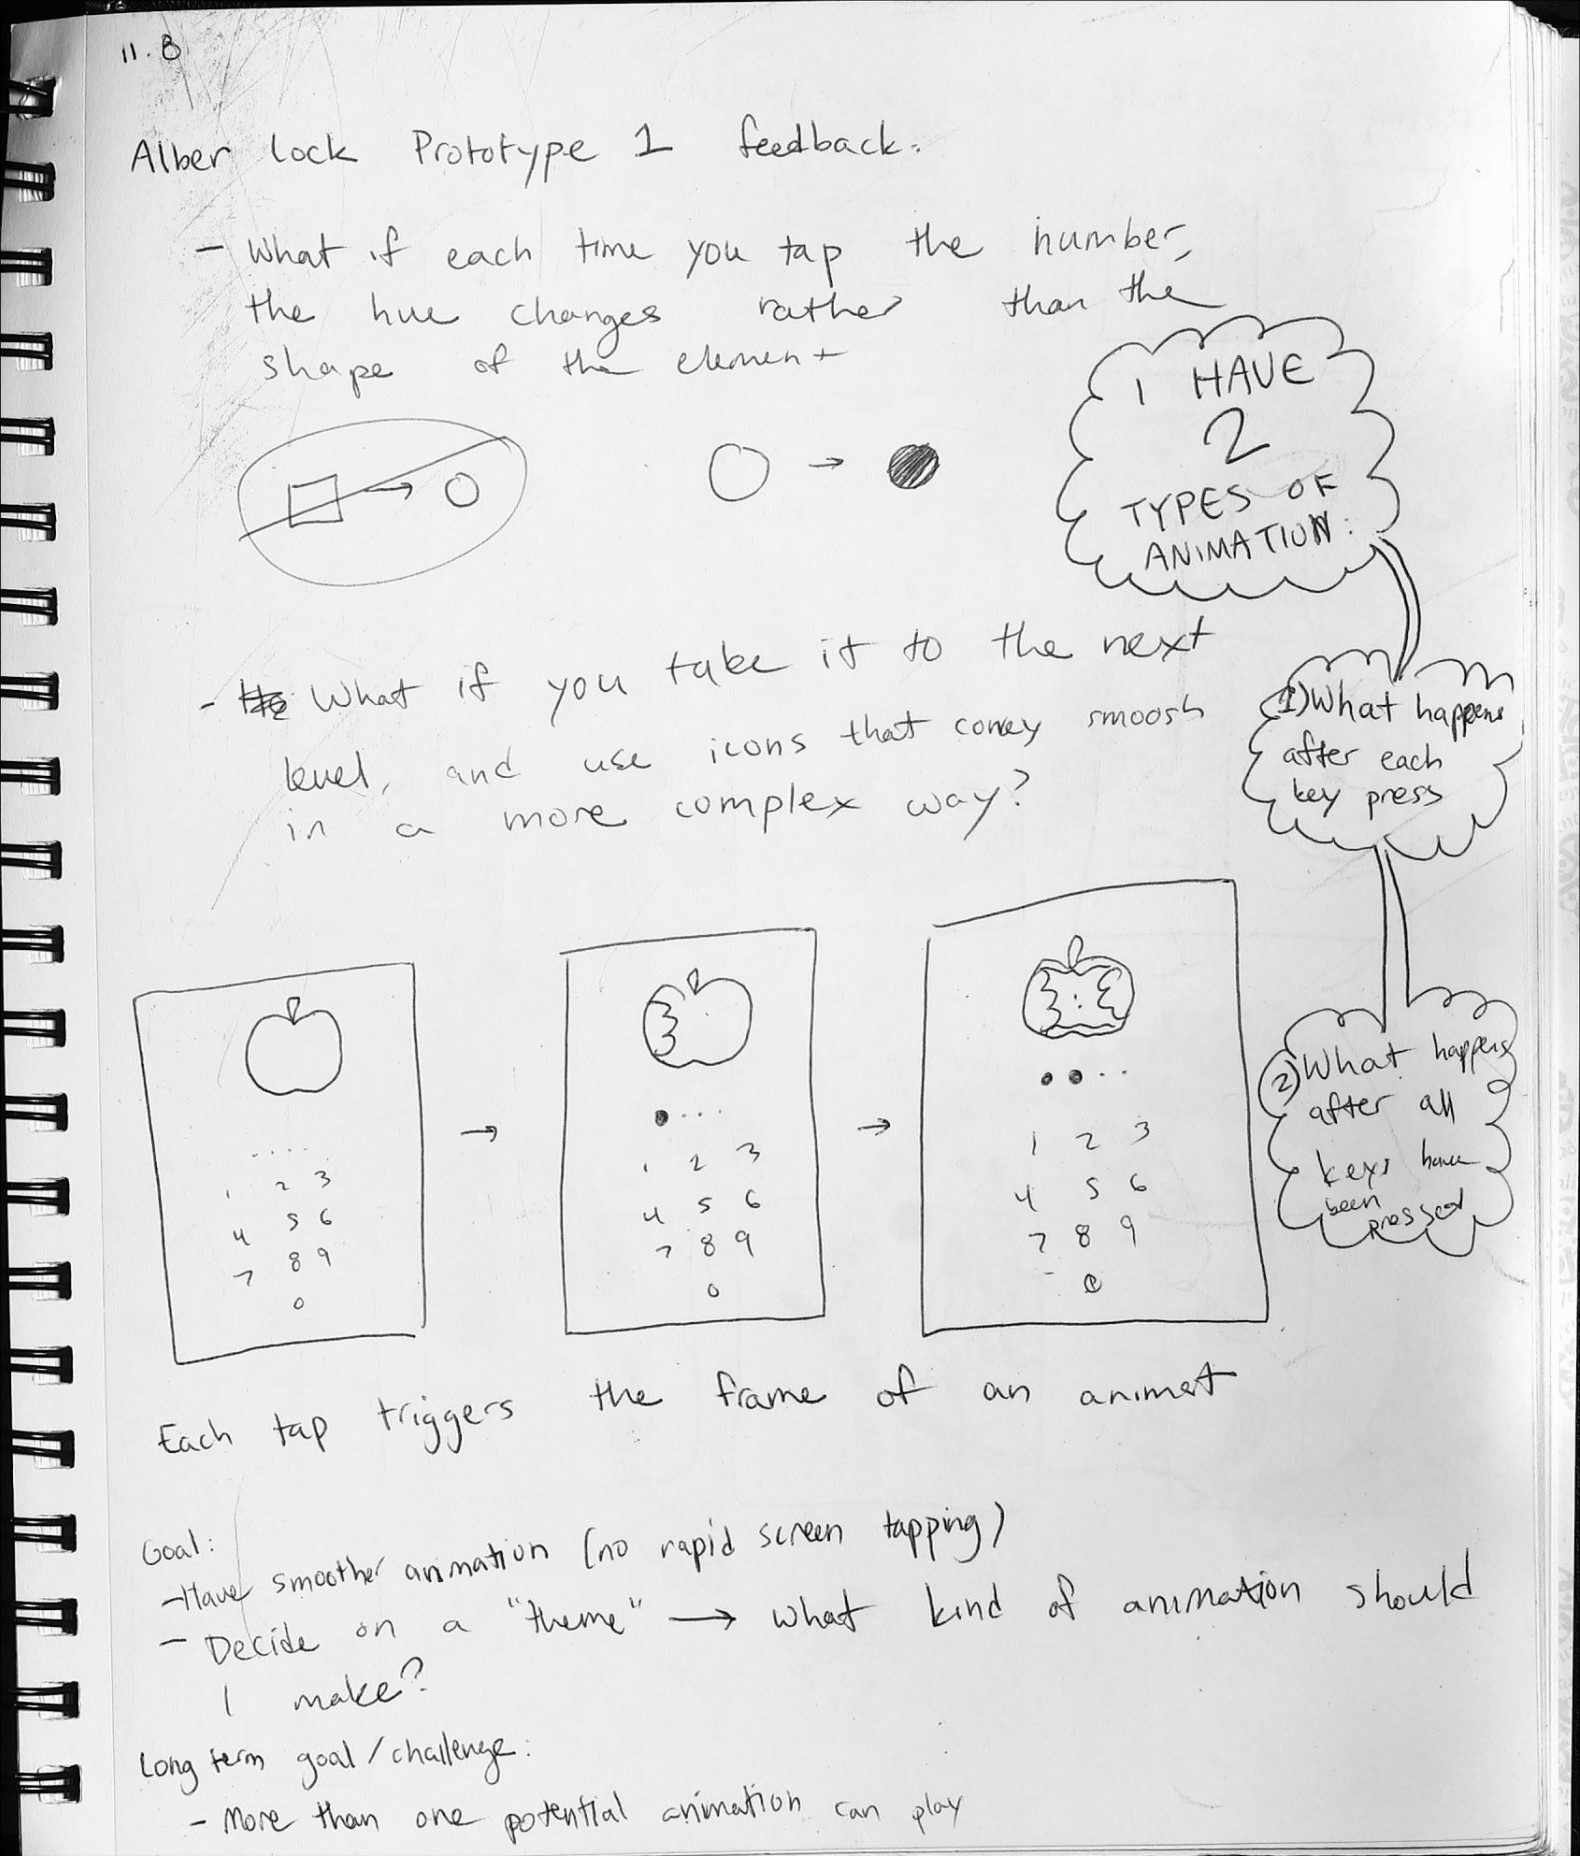 11.8
Alber lock Prototype 1 feedback:
- What if each time you tap the number,
the hue changes rather than the
shape of the element
I HAVE
2
TYPES OF
ANIMATION:
- What if you take it to the next
level, and use icons that convey smoosh
in a more complex way?
1) What happens
after each
key press
2) What happens
after all
keys have
been
pressed
....
1 2 3
4 5 6
7 8 9
0
1 2 3
4 5 6
7 8 9
0
1 2 3
4 5 6
7 8 9
0
Each tap triggers the frame of an animat
Goal:
- Have smoother animation (no rapid screen tapping)
- Decide on a "theme" → what kind of animation should
I make?
Long term goal/challenge:
- More than one potential animation can play